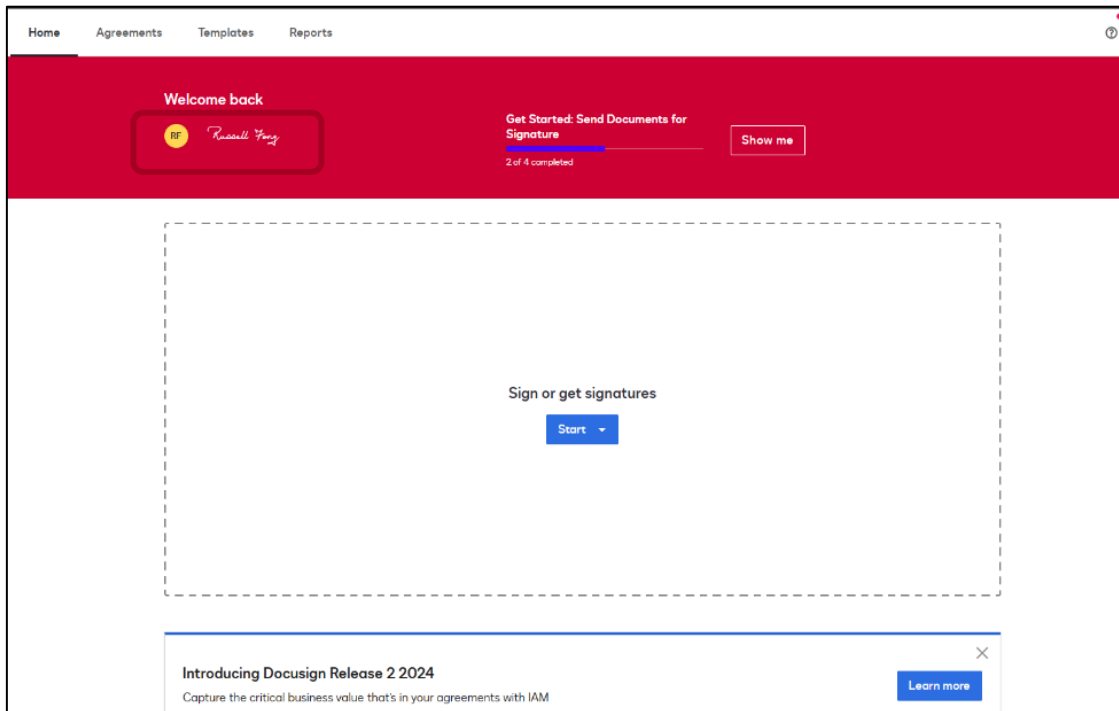 Home Agreements Templates Reports
Welcome back
RF Russell Fong
Get Started: Send Documents for
Signature
2 of 4 completed
Show me
Sign or get signatures
Start
Introducing Docusign Release 2 2024
Capture the critical business value that's in your agreements with IAM
Learn more